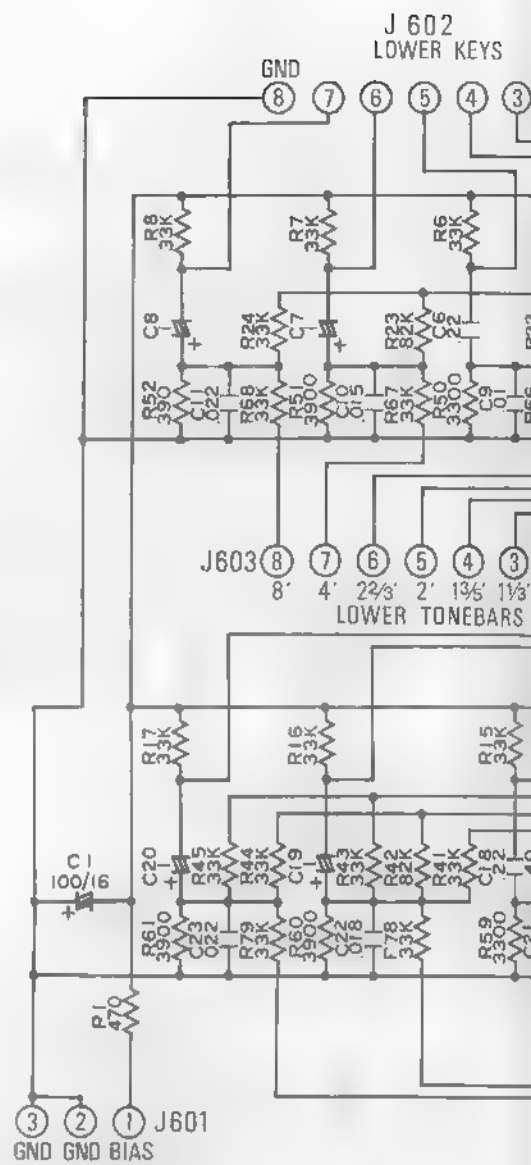 J 602
LOWER KEYS
GND
8 7 6 5 4 3
R8 33K
R7 33K
R6 33K
C8 1 +
R24 33K
C7 1 +
R23 82K
C6 .22
R52 390
C11 .022
R68 33K
R51 3900
C10 .015
R67 33K
R50 3300
C9 .01
J603 8 7 6 5 4 3
8' 4' 2⅔' 2' 1⅗' 1⅓'
LOWER TONEBARS
R17 33K
R16 33K
R15 33K
C1
100/16
+
C20 1 +
R45 33K
R44 33K
C19 1 +
R43 33K
R42 82K
R41 33K
C18 .22
R61 3900
C23 .022
R79 33K
R60 3900
C22 .018
R78 33K
R59 3300
R1 470
3 2 1 J601
GND GND BIAS